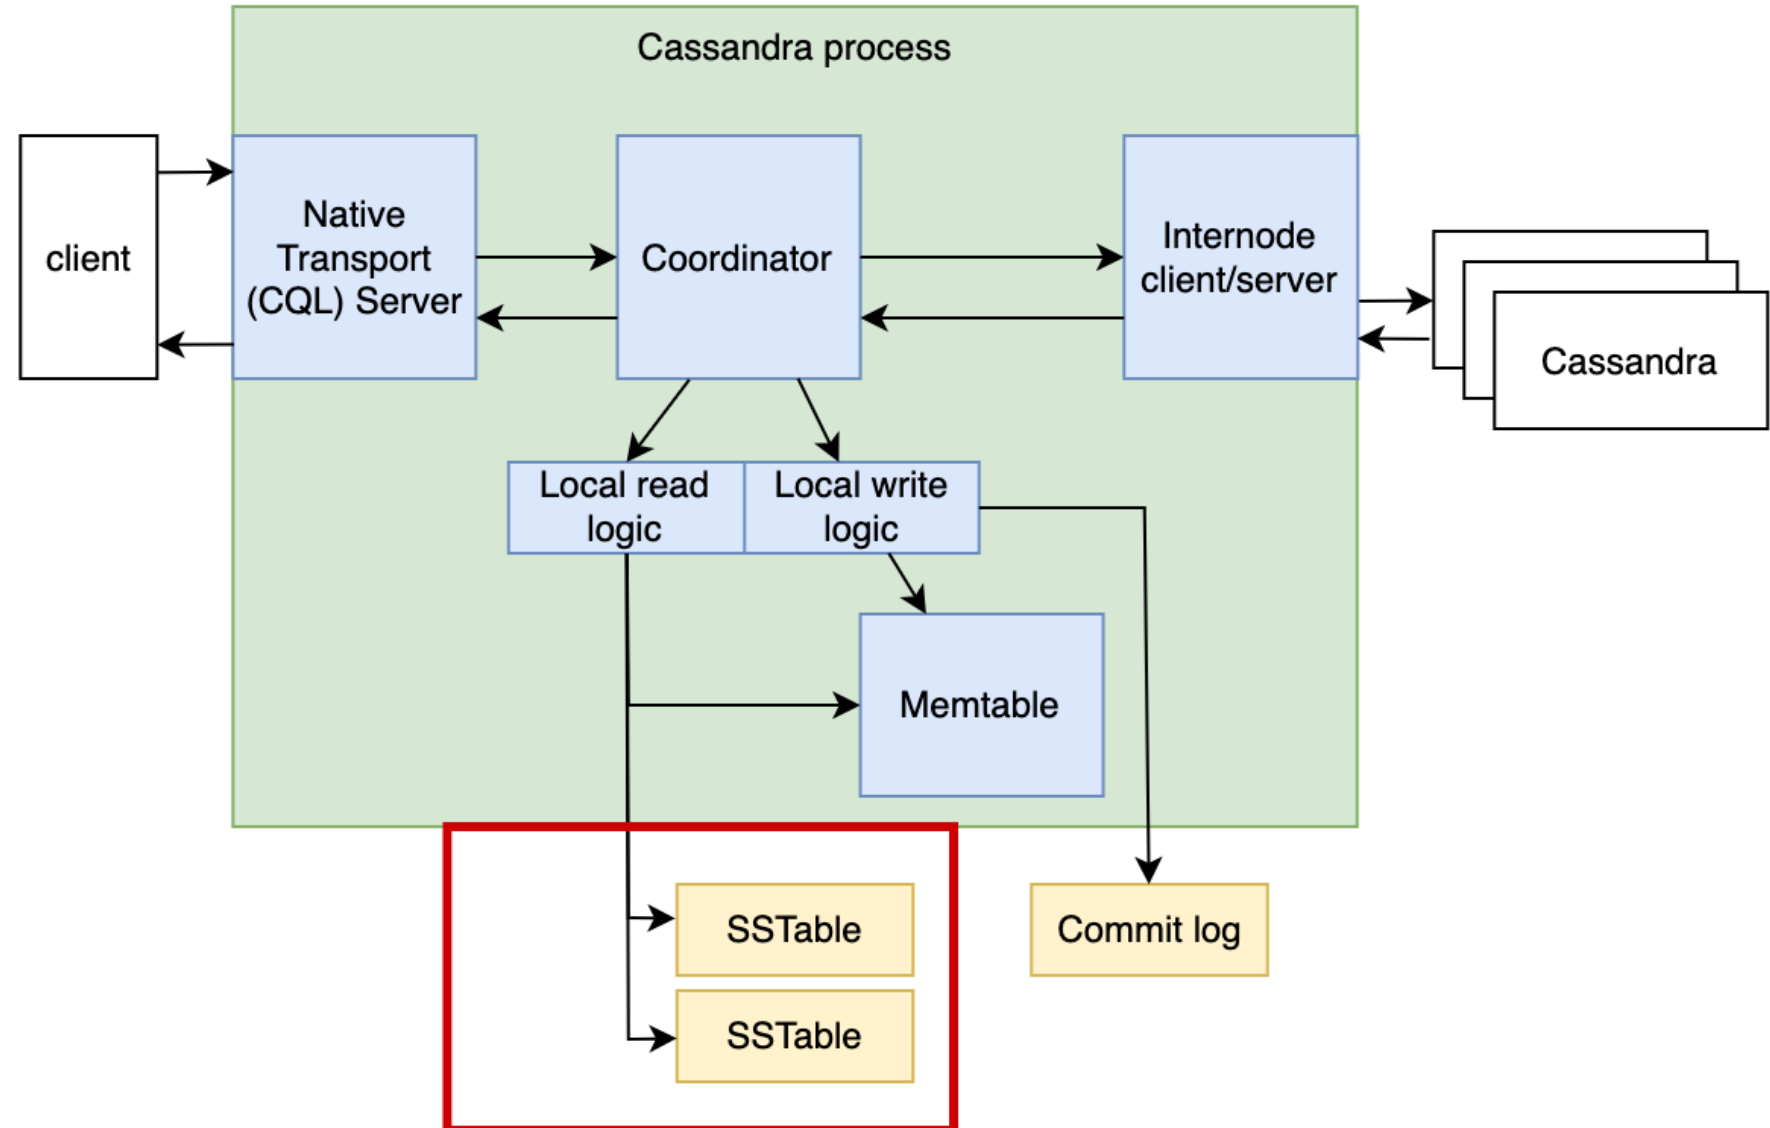 Cassandra process
client
Native
Transport
(CQL) Server
Coordinator
Internode
client/server
Cassandra
Local read
logic
Local write
logic
Memtable
SSTable
Commit log
SSTable